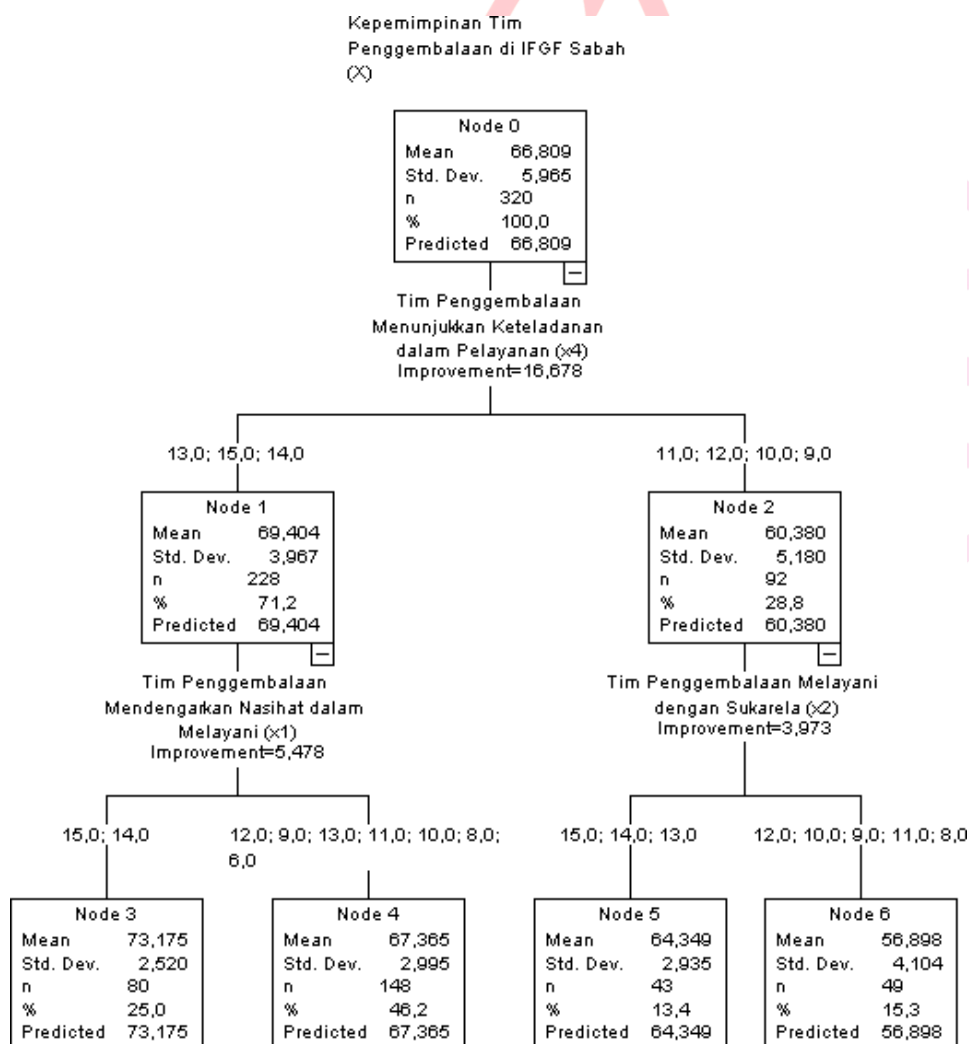 Kepemimpinan Tim
Penggembalaan di IFGF Sabah
(X)
Node 0
Mean 66,809
Std. Dev. 5,965
n 320
% 100,0
Predicted 66,809
Tim Penggembalaan
Menunjukkan Keteladanan
dalam Pelayanan (x4)
Improvement=16,678
13,0; 15,0; 14,0
11,0; 12,0; 10,0; 9,0
Node 1
Mean 69,404
Std. Dev. 3,967
n 228
% 71,2
Predicted 69,404
Node 2
Mean 60,380
Std. Dev. 5,180
n 92
% 28,8
Predicted 60,380
Tim Penggembalaan
Mendengarkan Nasihat dalam
Melayani (x1)
Improvement=5,478
Tim Penggembalaan Melayani
dengan Sukarela (x2)
Improvement=3,973
15,0; 14,0
12,0; 9,0; 13,0; 11,0; 10,0; 8,0;
6,0
15,0; 14,0; 13,0
12,0; 10,0; 9,0; 11,0; 8,0
Node 3
Mean 73,175
Std. Dev. 2,520
n 80
% 25,0
Predicted 73,175
Node 4
Mean 67,365
Std. Dev. 2,995
n 148
% 46,2
Predicted 67,365
Node 5
Mean 64,349
Std. Dev. 2,935
n 43
% 13,4
Predicted 64,349
Node 6
Mean 56,898
Std. Dev. 4,104
n 49
% 15,3
Predicted 56,898